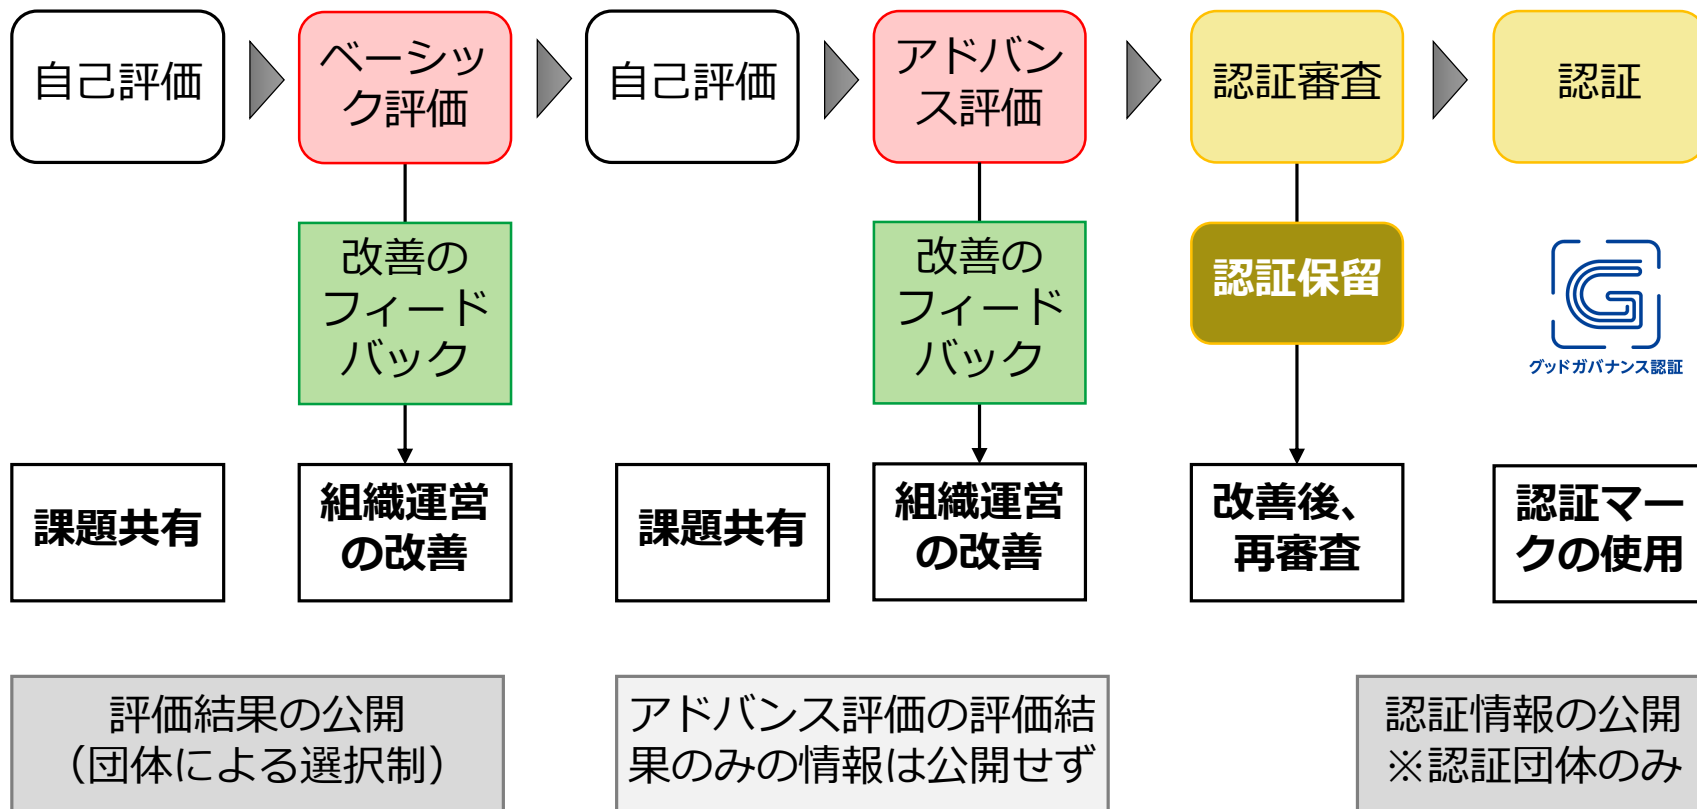 自己評価
ベーシッ
ク評価
自己評価
アドバン
ス評価
認証審査
認証
改善の
フィード
バック
改善の
フィード
バック
認証保留
グッドガバナンス認証
課題共有
組織運営
の改善
課題共有
組織運営
の改善
改善後、
再審査
認証マー
クの使用
評価結果の公開
（団体による選択制）
アドバンス評価の評価結
果のみの情報は公開せず
認証情報の公開
※認証団体のみ